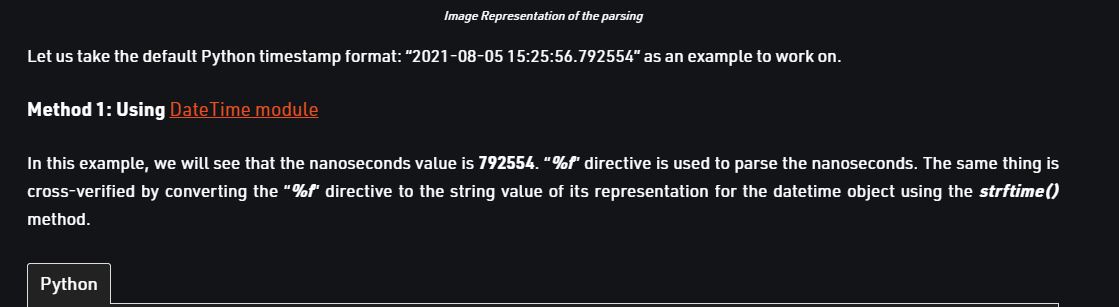 Image Representation of the parsing
Let us take the default Python timestamp format: “2021-08-05 15:25:56.792554” as an example to work on.
Method 1: Using DateTime module
In this example, we will see that the nanoseconds value is 792554. “%f” directive is used to parse the nanoseconds. The same thing is
cross-verified by converting the “%f” directive to the string value of its representation for the datetime object using the strftime()
method.
Python